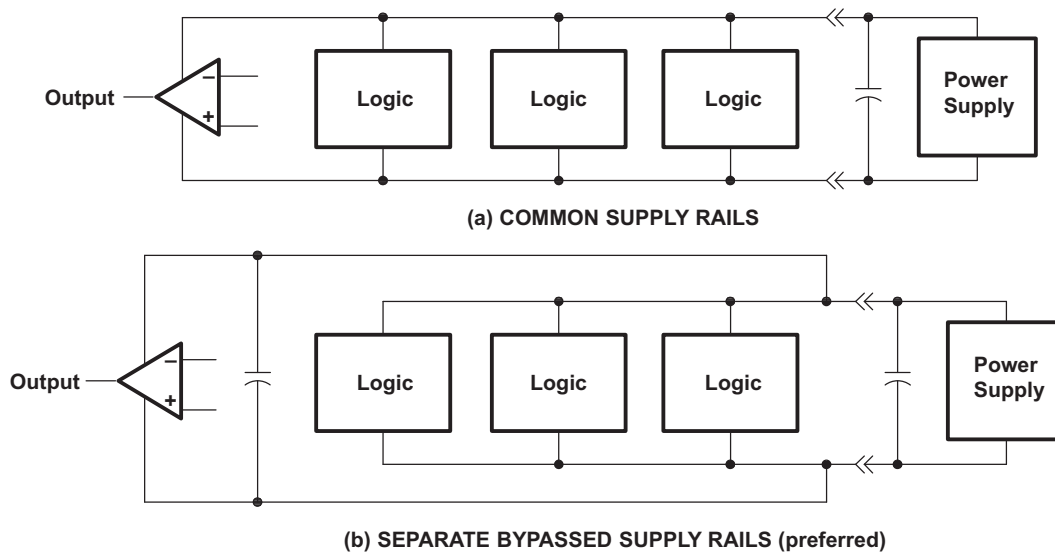 Output
−
+
Logic
Logic
Logic
Power
Supply
(a) COMMON SUPPLY RAILS
Output
−
+
Logic
Logic
Logic
Power
Supply
(b) SEPARATE BYPASSED SUPPLY RAILS (preferred)